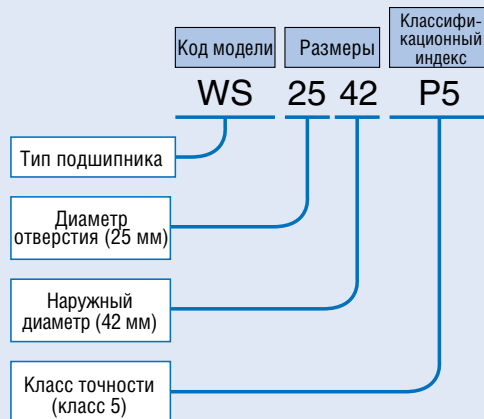 Код модели
Размеры
Классифи-
кационный
индекс
WS 25 42 P5
Тип подшипника
Диаметр
отверстия (25 мм)
Наружный
диаметр (42 мм)
Класс точности
(класс 5)